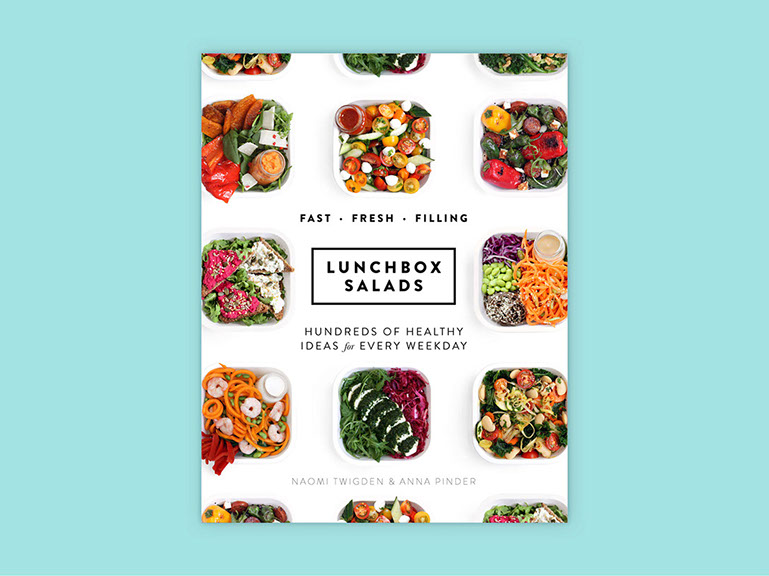 FAST • FRESH • FILLING
LUNCHBOX
SALADS
HUNDREDS OF HEALTHY
IDEAS for EVERY WEEKDAY
NAOMI TWIGDEN & ANNA PINDER